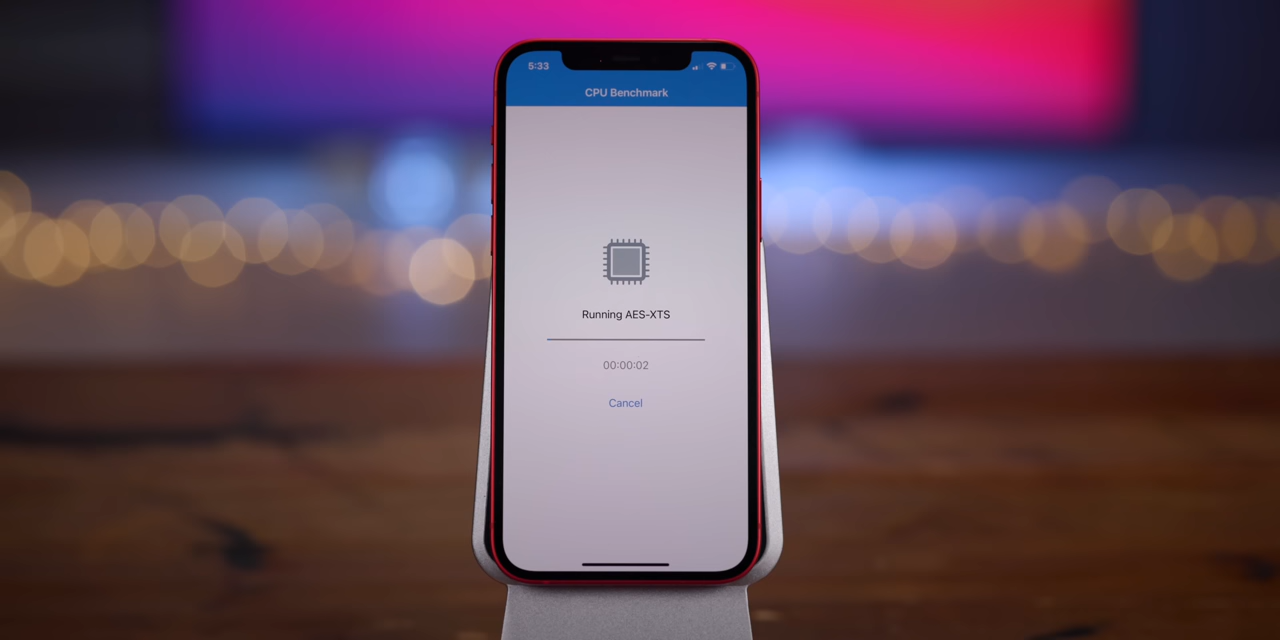 5:33
CPU Benchmark
Running AES-XTS
00:00:02
Cancel